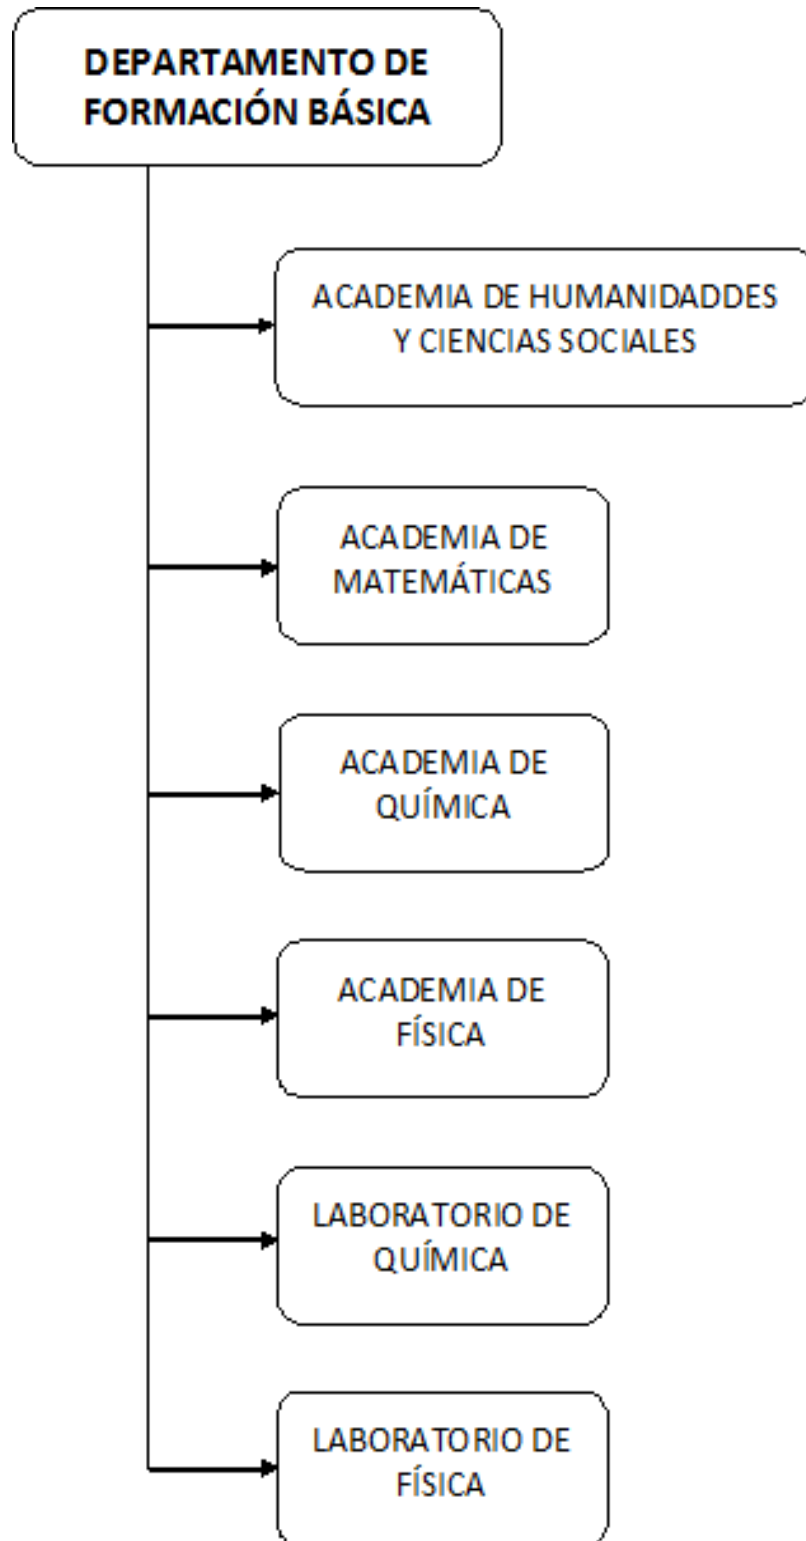 DEPARTAMENTO DE
FORMACIÓN BÁSICA
ACADEMIA DE HUMANIDADDES
Y CIENCIAS SOCIALES
ACADEMIA DE
MATEMÁTICAS
ACADEMIA DE
QUÍMICA
ACADEMIA DE
FÍSICA
LABORATORIO DE
QUÍMICA
LABORATORIO DE
FÍSICA